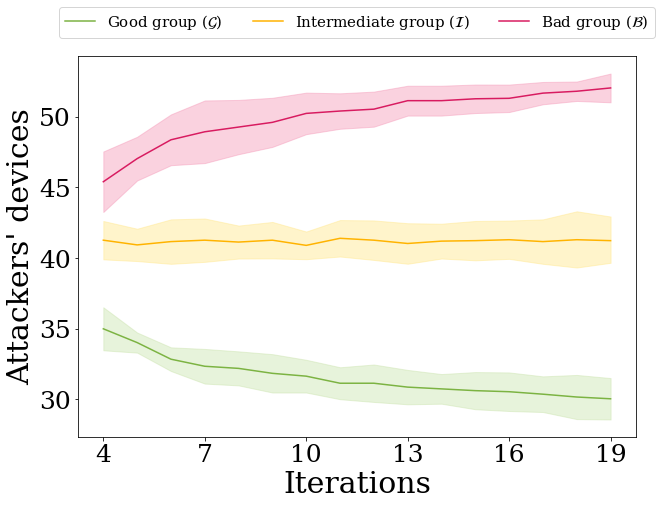 Good group (𝒢) Intermediate group (ℐ) Bad group (ℬ)
Attackers' devices
50
45
40
35
30
4 7 10 13 16 19
Iterations